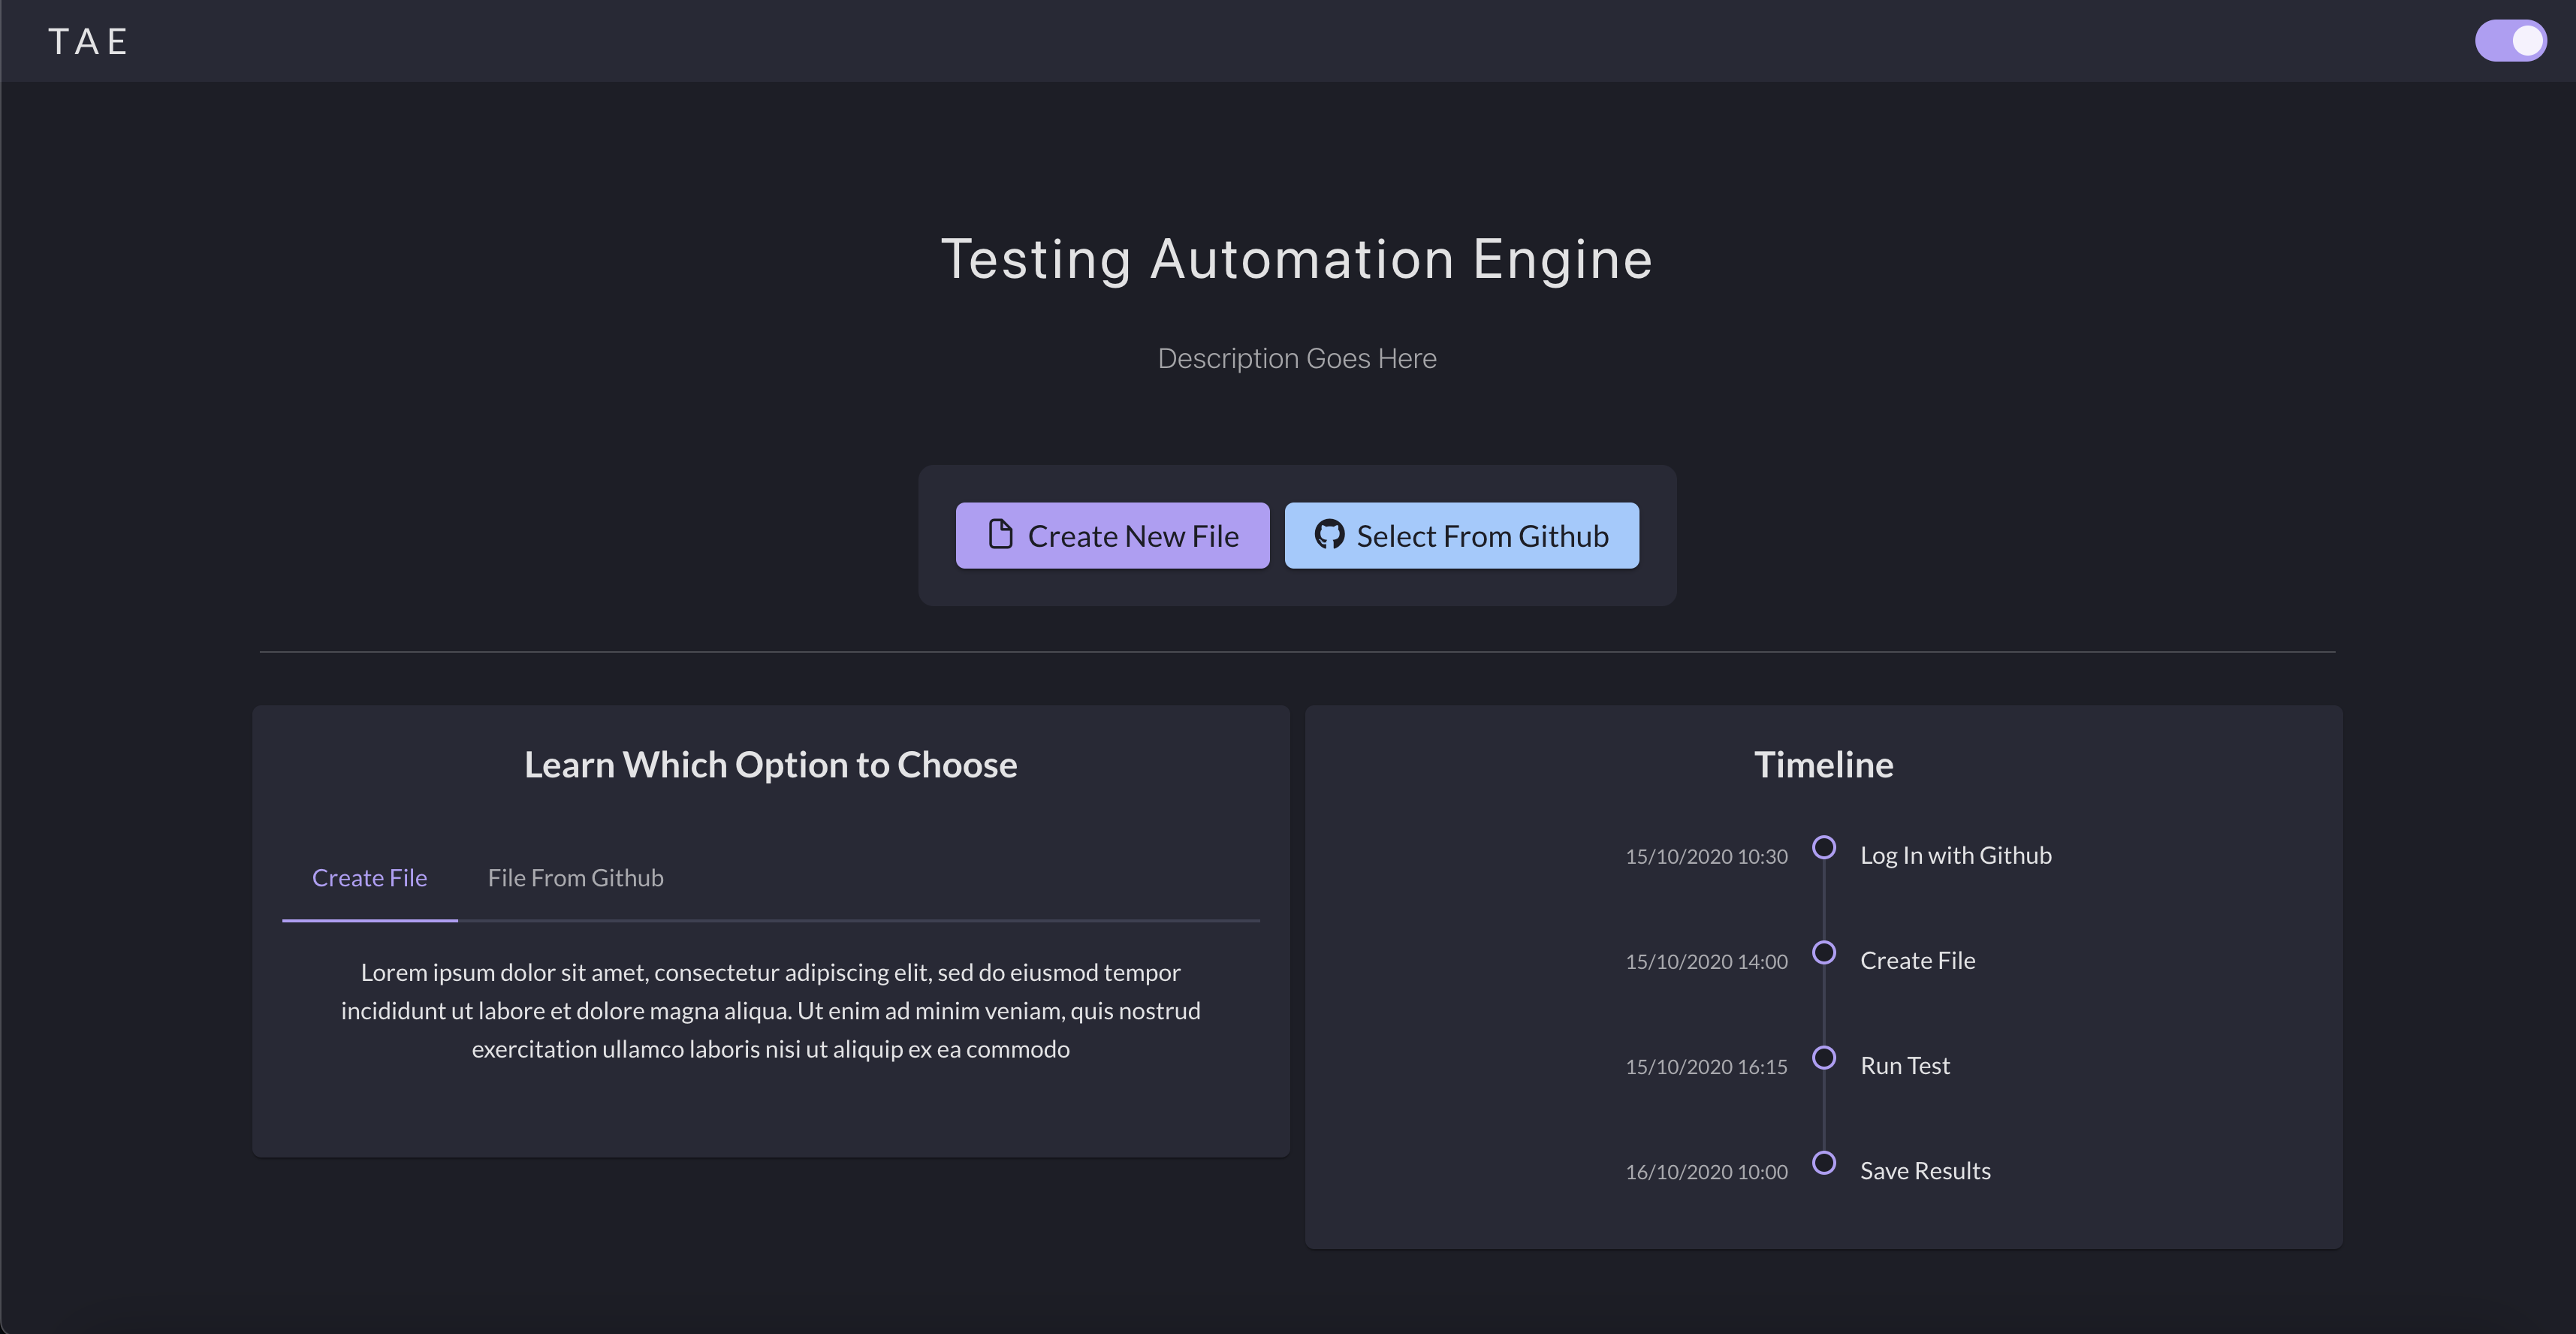 TAE
Testing Automation Engine
Description Goes Here
Create New File
Select From Github
Learn Which Option to Choose
Create File
File From Github
Lorem ipsum dolor sit amet, consectetur adipiscing elit, sed do eiusmod tempor
incididunt ut labore et dolore magna aliqua. Ut enim ad minim veniam, quis nostrud
exercitation ullamco laboris nisi ut aliquip ex ea commodo
Timeline
15/10/2020 10:30 Log In with Github
15/10/2020 14:00 Create File
15/10/2020 16:15 Run Test
16/10/2020 10:00 Save Results